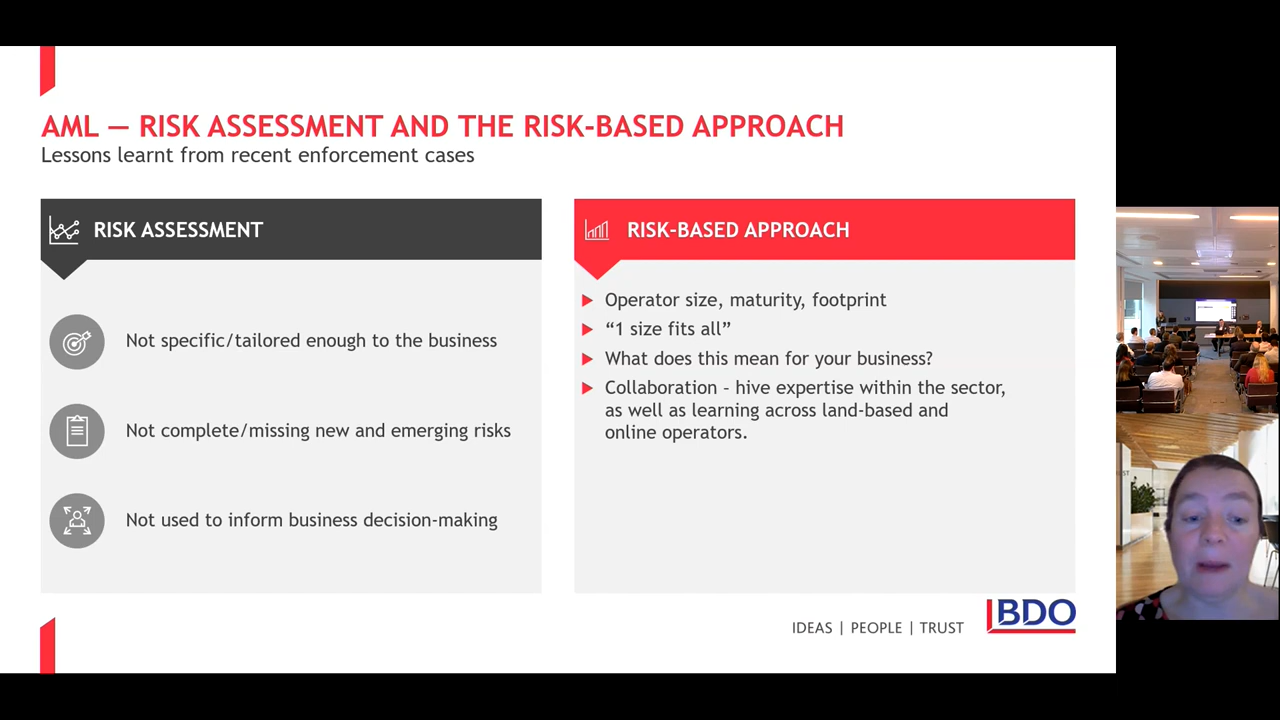 AML — RISK ASSESSMENT AND THE RISK-BASED APPROACH
Lessons learnt from recent enforcement cases
RISK ASSESSMENT
Not specific/tailored enough to the business
Not complete/missing new and emerging risks
Not used to inform business decision-making
RISK-BASED APPROACH
Operator size, maturity, footprint
“1 size fits all”
What does this mean for your business?
Collaboration – hive expertise within the sector,
as well as learning across land-based and
online operators.
IDEAS | PEOPLE | TRUST
BDO